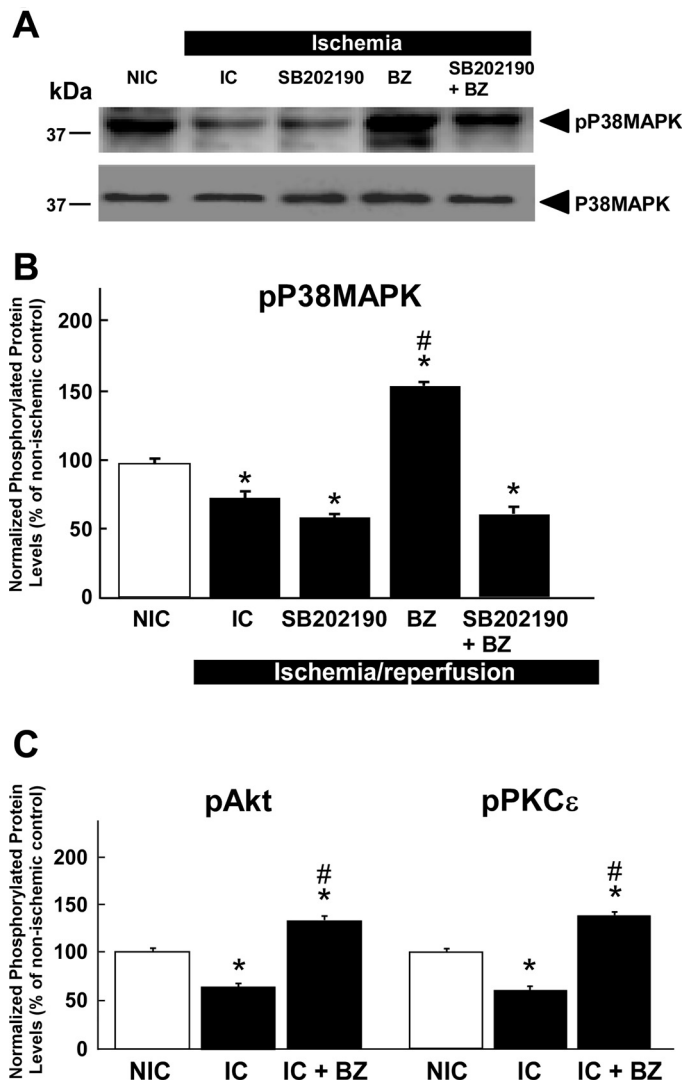 A
Ischemia
kDa
NIC IC SB202190 BZ SB202190
+ BZ
37
pP38MAPK
37
P38MAPK
B
pP38MAPK
Normalized Phosphorylated Protein
Levels (% of non-ischemic control)
200
150
100
50
0
*
*
#
*
*
NIC IC SB202190 BZ SB202190
+ BZ
Ischemia/reperfusion
C
pAkt pPKCε
Normalized Phosphorylated Protein
Levels (% of non-ischemic control)
200
150
100
50
0
# #
* *
* *
NIC IC IC + BZ NIC IC IC + BZ